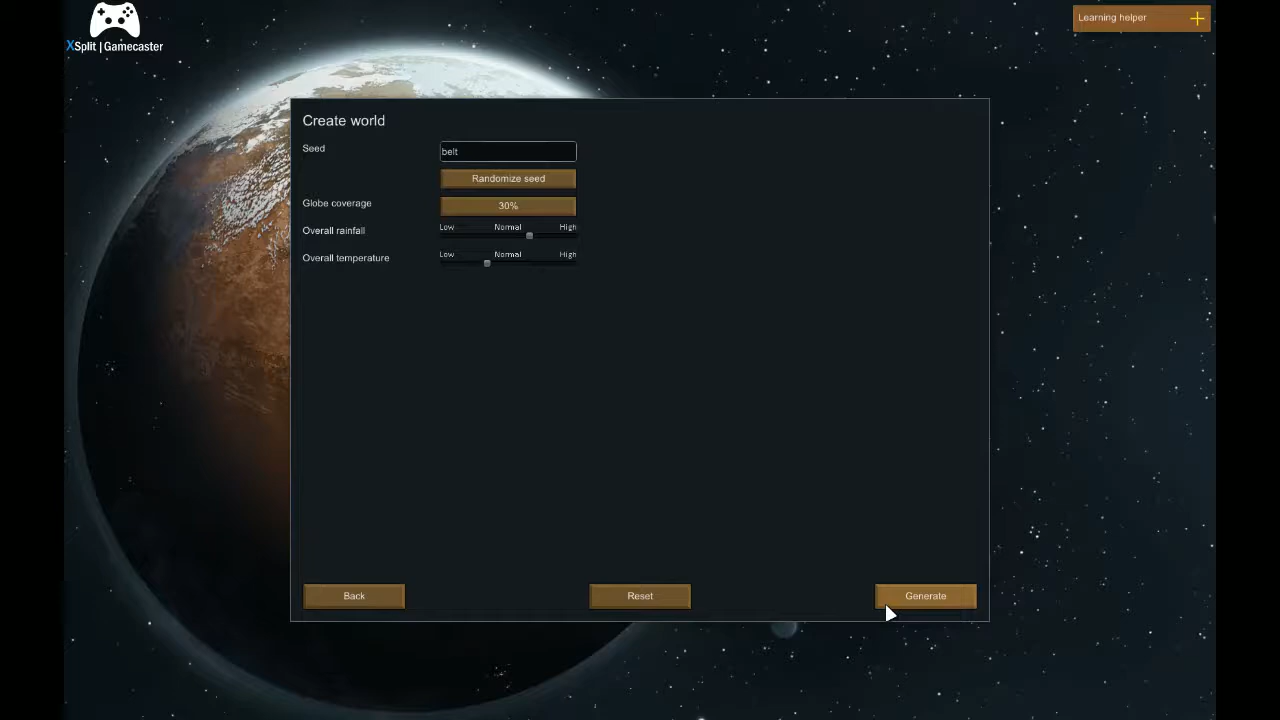 XSplit | Gamecaster
Learning helper
Create world
Seed
belt
Randomize seed
Globe coverage
30%
Overall rainfall
Low Normal High
Overall temperature
Low Normal High
Back
Reset
Generate